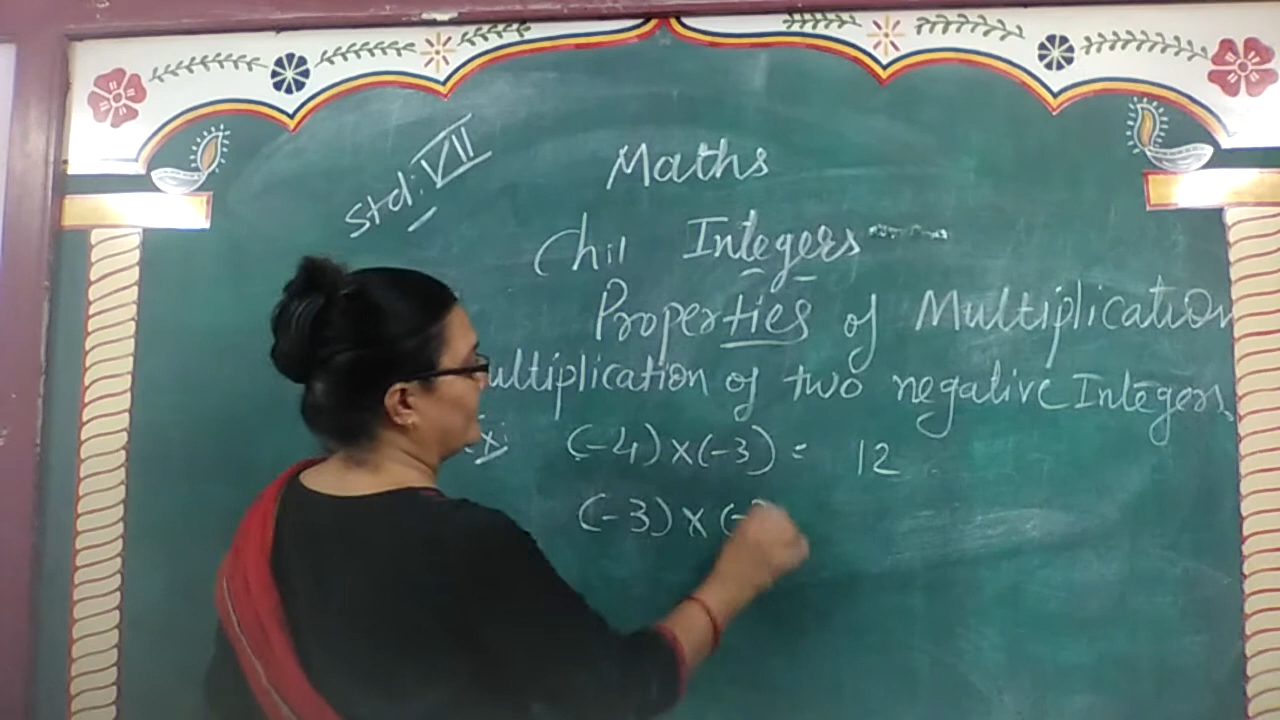 Std: VII
Maths
Ch:1 Integers
Properties of Multiplication
ultiplication of two negative Integers.
x: (-4)×(-3) = 12
(-3)×(-